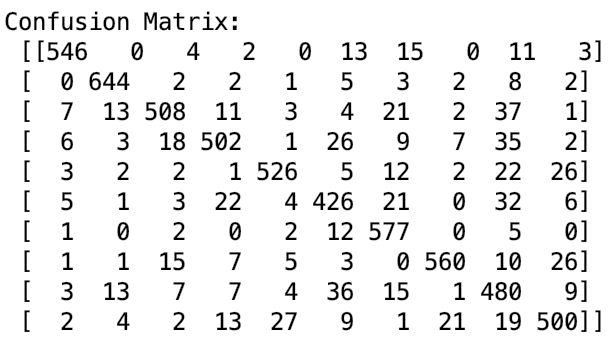 Confusion Matrix:
[[546 0 4 2 0 13 15 0 11 3]
[ 0 644 2 2 1 5 3 2 8 2]
[ 7 13 508 11 3 4 21 2 37 1]
[ 6 3 18 502 1 26 9 7 35 2]
[ 3 2 2 1 526 5 12 2 22 26]
[ 5 1 3 22 4 426 21 0 32 6]
[ 1 0 2 0 2 12 577 0 5 0]
[ 1 1 15 7 5 3 0 560 10 26]
[ 3 13 7 7 4 36 15 1 480 9]
[ 2 4 2 13 27 9 1 21 19 500]]